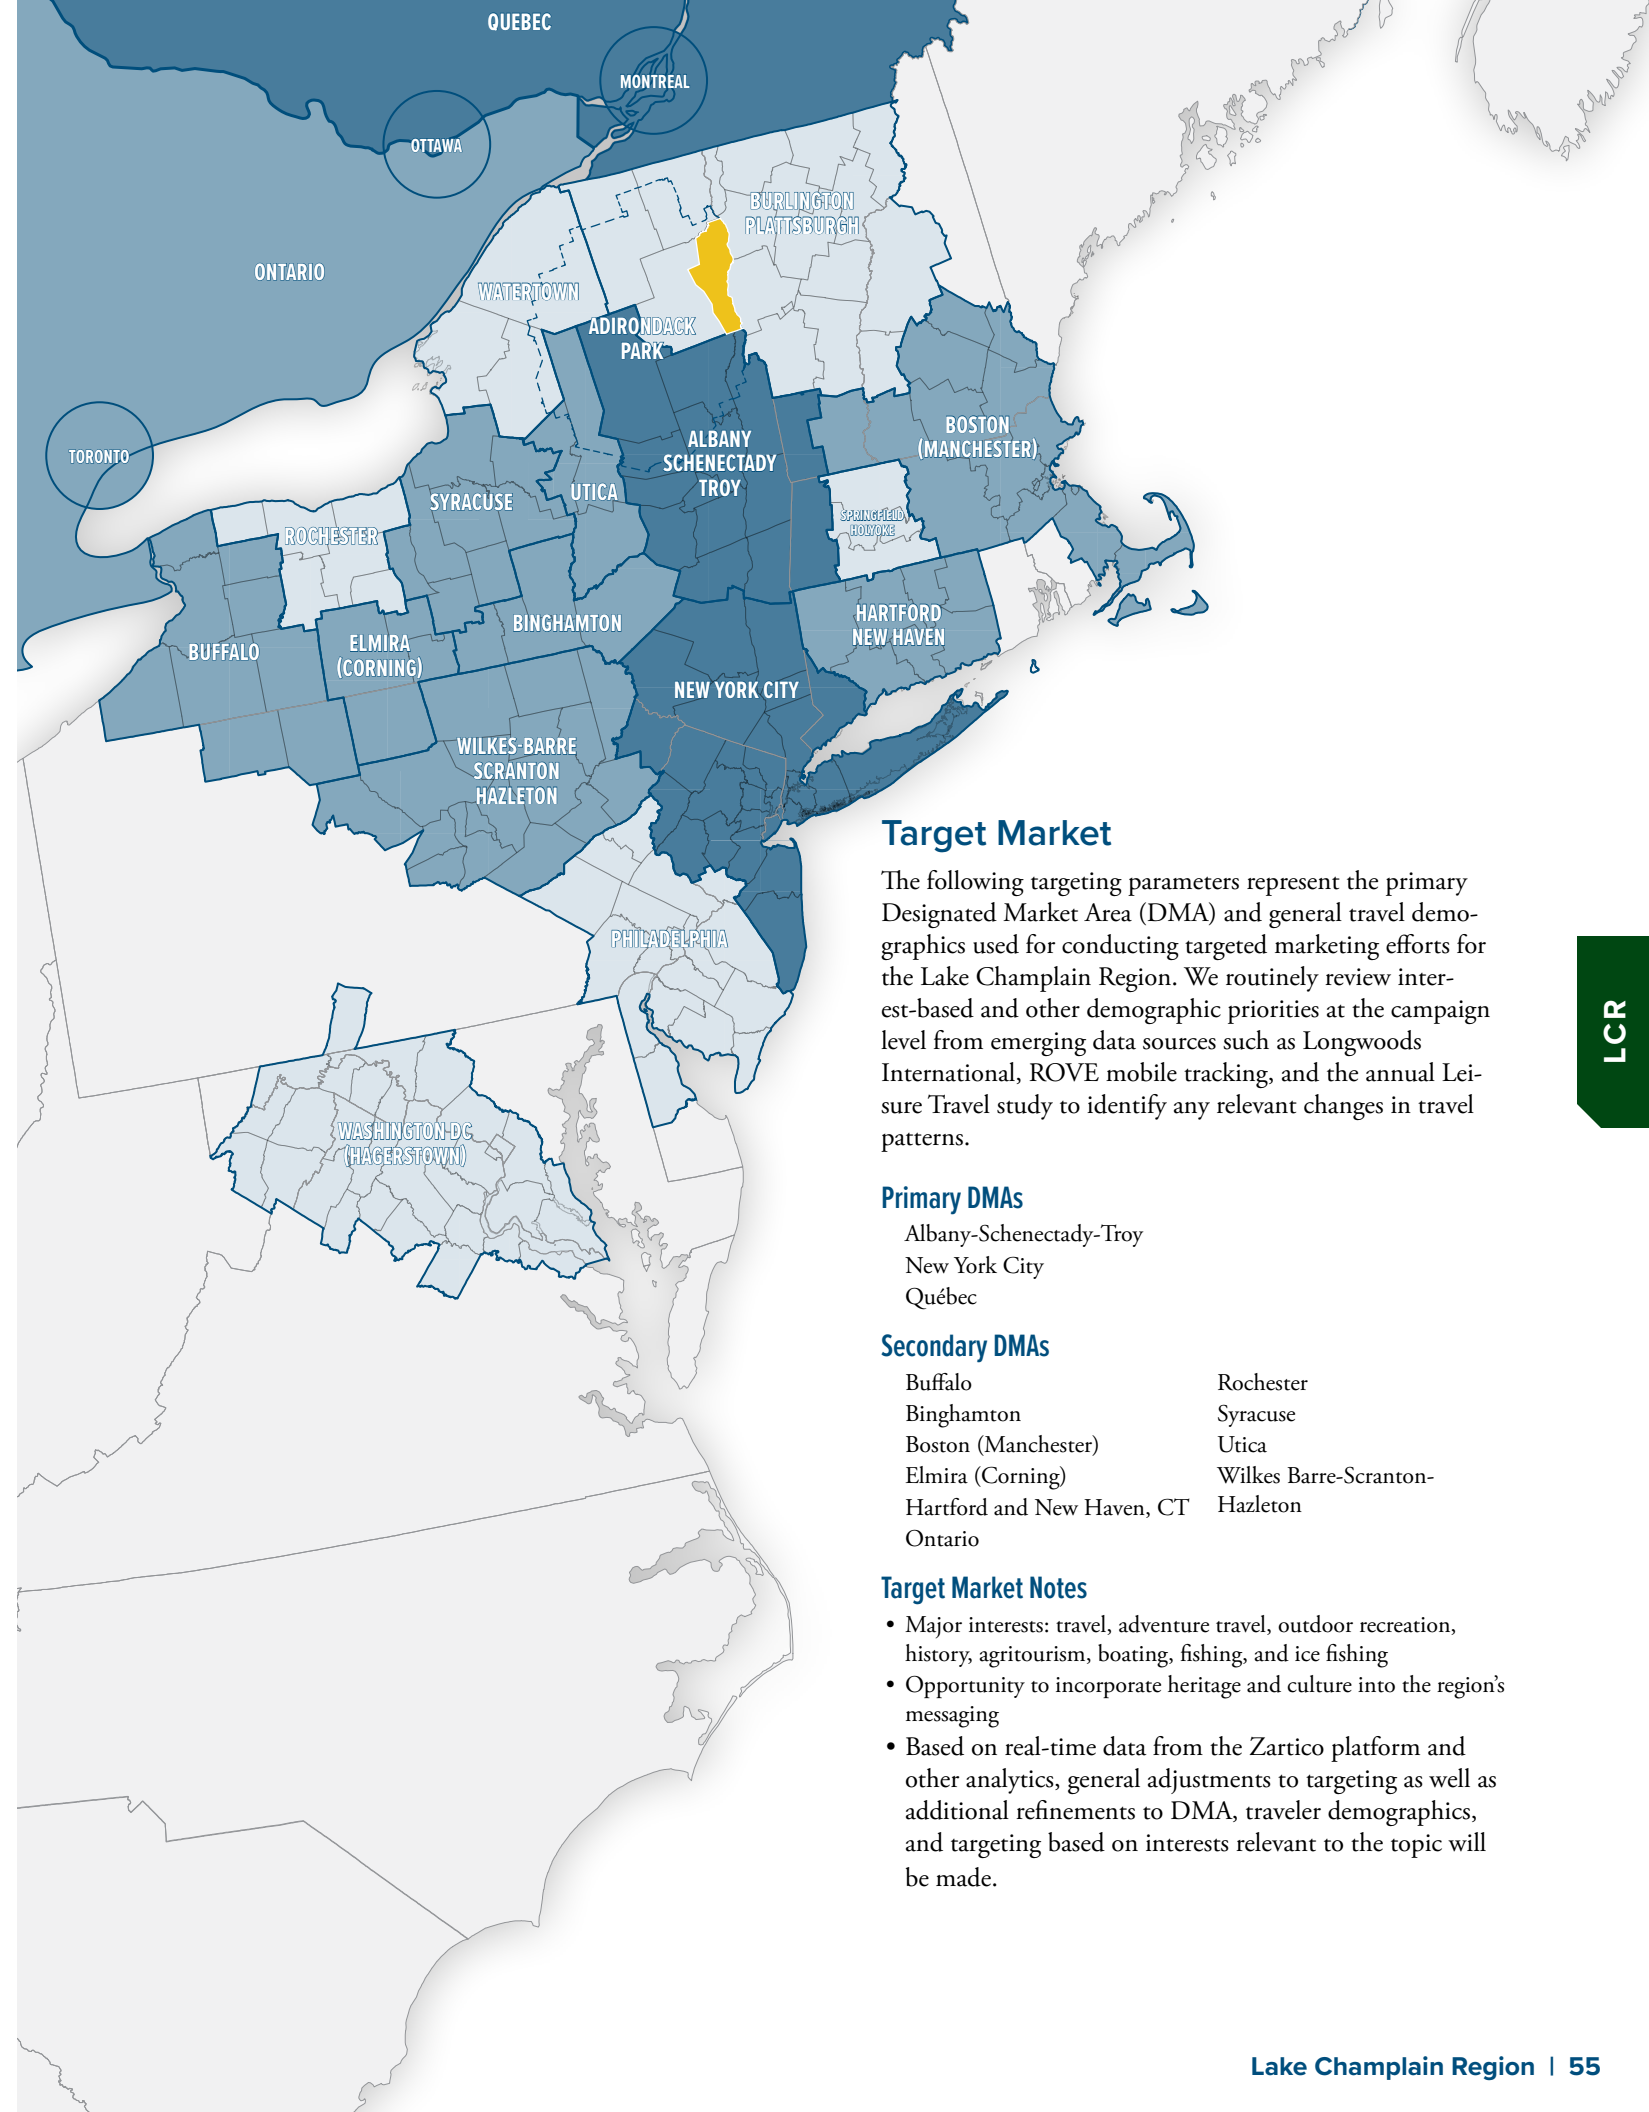 QUEBEC
MONTREAL
OTTAWA
BURLINGTON
PLATTSBURGH
ONTARIO
WATERTOWN
ADIRONDACK
PARK
TORONTO
ALBANY
SCHENECTADY
TROY
BOSTON
(MANCHESTER)
SYRACUSE
UTICA
SPRINGFIELD
HOLYOKE
ROCHESTER
BINGHAMTON
HARTFORD
NEW HAVEN
BUFFALO
ELMIRA
(CORNING)
NEW YORK CITY
WILKES-BARRE
SCRANTON
HAZLETON
PHILADELPHIA
WASHINGTON-DC
(HAGERSTOWN)
Target Market
The following targeting parameters represent the primary
Designated Market Area (DMA) and general travel demo-
graphics used for conducting targeted marketing efforts for
the Lake Champlain Region. We routinely review inter-
est-based and other demographic priorities at the campaign
level from emerging data sources such as Longwoods
International, ROVE mobile tracking, and the annual Lei-
sure Travel study to identify any relevant changes in travel
patterns.
LCR
Primary DMAs
Albany-Schenectady-Troy
New York City
Québec
Secondary DMAs
Buffalo
Binghamton
Boston (Manchester)
Elmira (Corning)
Hartford and New Haven, CT
Ontario
Rochester
Syracuse
Utica
Wilkes Barre-Scranton-
Hazleton
Target Market Notes
• Major interests: travel, adventure travel, outdoor recreation,
history, agritourism, boating, fishing, and ice fishing
• Opportunity to incorporate heritage and culture into the region’s
messaging
• Based on real-time data from the Zartico platform and
other analytics, general adjustments to targeting as well as
additional refinements to DMA, traveler demographics,
and targeting based on interests relevant to the topic will
be made.
Lake Champlain Region | 55